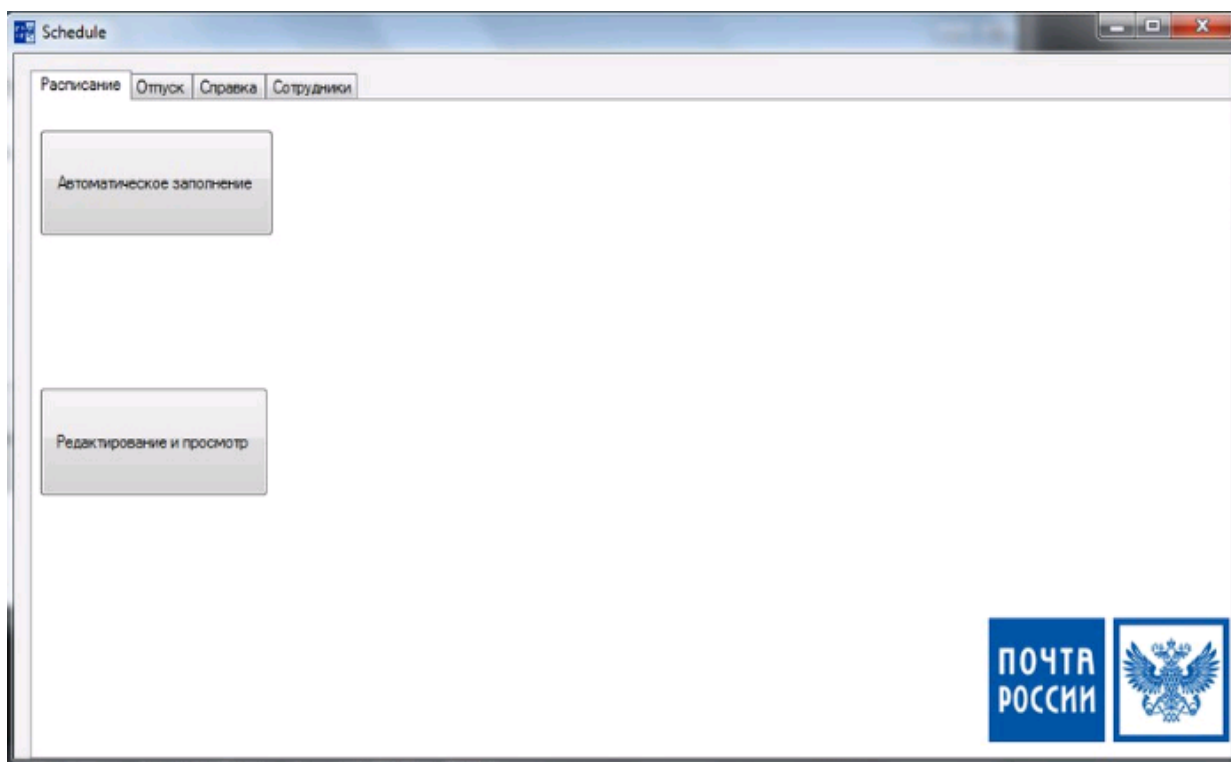 Schedule
Расписание Отпуск Справка Сотрудники
Автоматическое заполнение
Редактирование и просмотр
ПОЧТА
РОССИИ